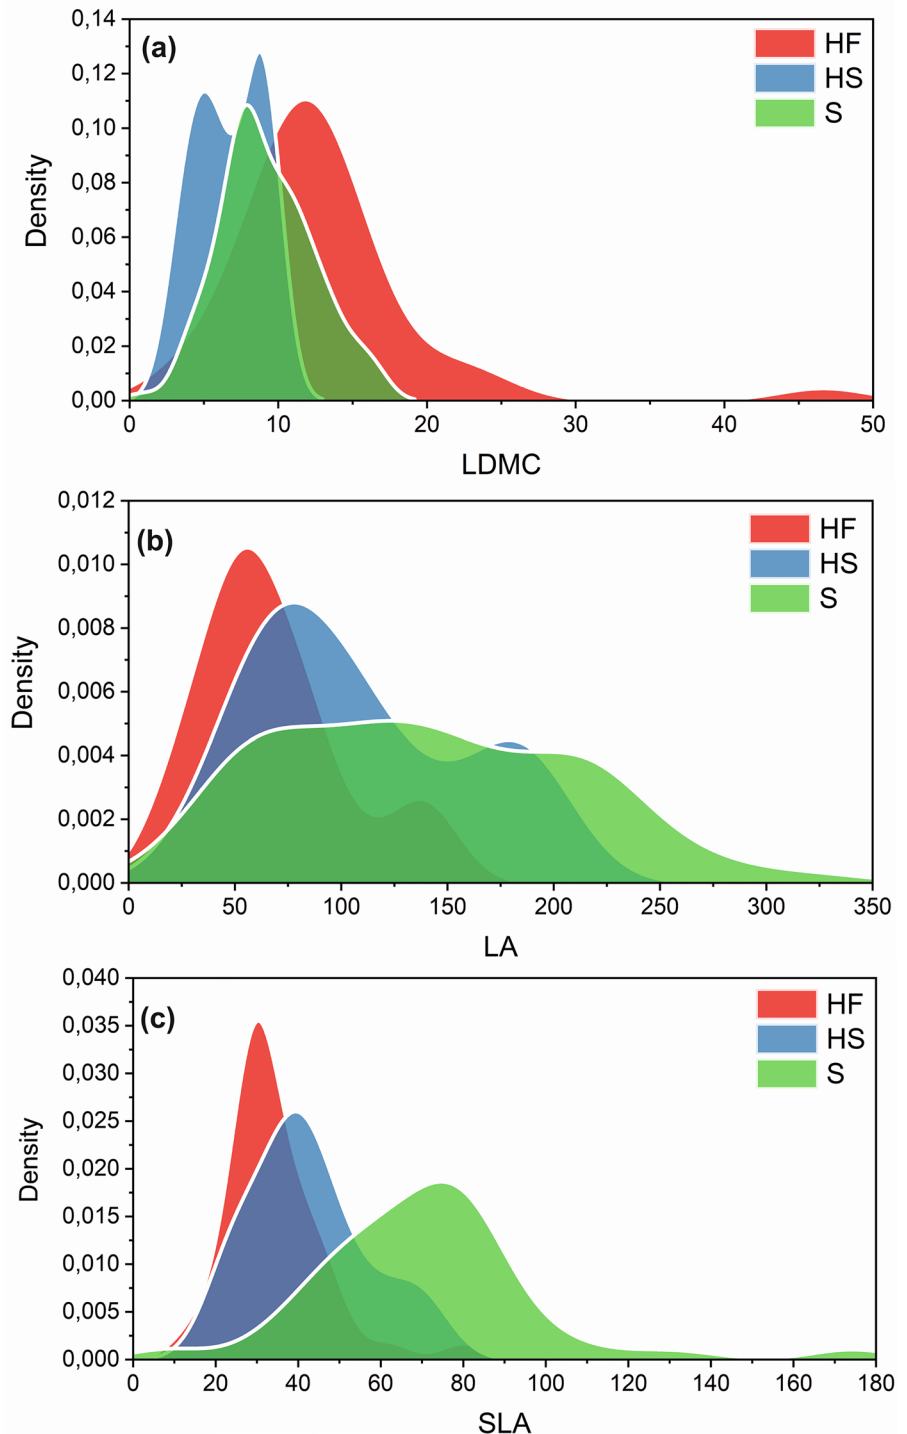 0,14
(a)
HF
HS
S
0,12
0,10
0,08
0,06
0,04
0,02
0,00
Density
0 10 20 30 40 50
LDMC
0,012
(b)
HF
HS
S
0,010
0,008
0,006
0,004
0,002
0,000
Density
0 50 100 150 200 250 300 350
LA
0,040
(c)
HF
HS
S
0,035
0,030
0,025
0,020
0,015
0,010
0,005
0,000
Density
0 20 40 60 80 100 120 140 160 180
SLA